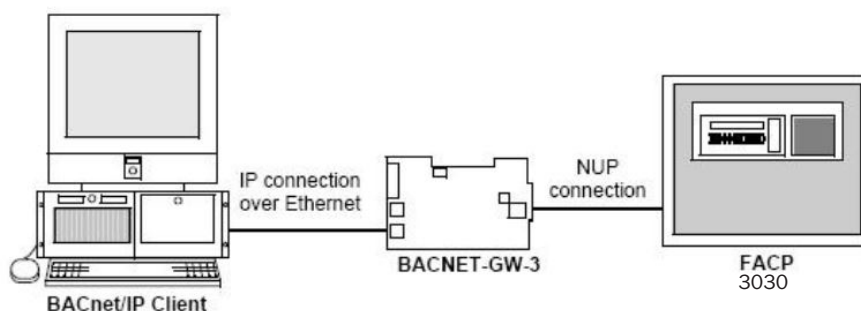 IP connection
over Ethernet
NUP
connection
BACNET-GW-3
FACP
3030
BACnet/IP Client